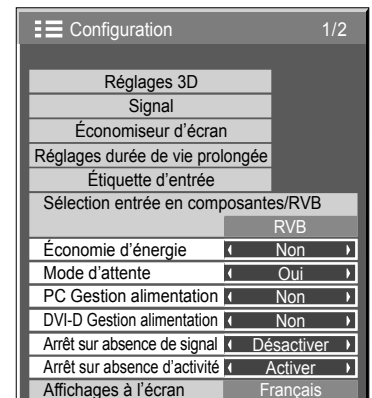 Configuration 1/2
Réglages 3D
Signal
Économiseur d'écran
Réglages durée de vie prolongée
Étiquette d'entrée
Sélection entrée en composantes/RVB
RVB
Économie d'énergie Non
Mode d'attente Oui
PC Gestion alimentation Non
DVI-D Gestion alimentation Non
Arrêt sur absence de signal Désactiver
Arrêt sur absence d'activité Activer
Affichages à l'écran Français